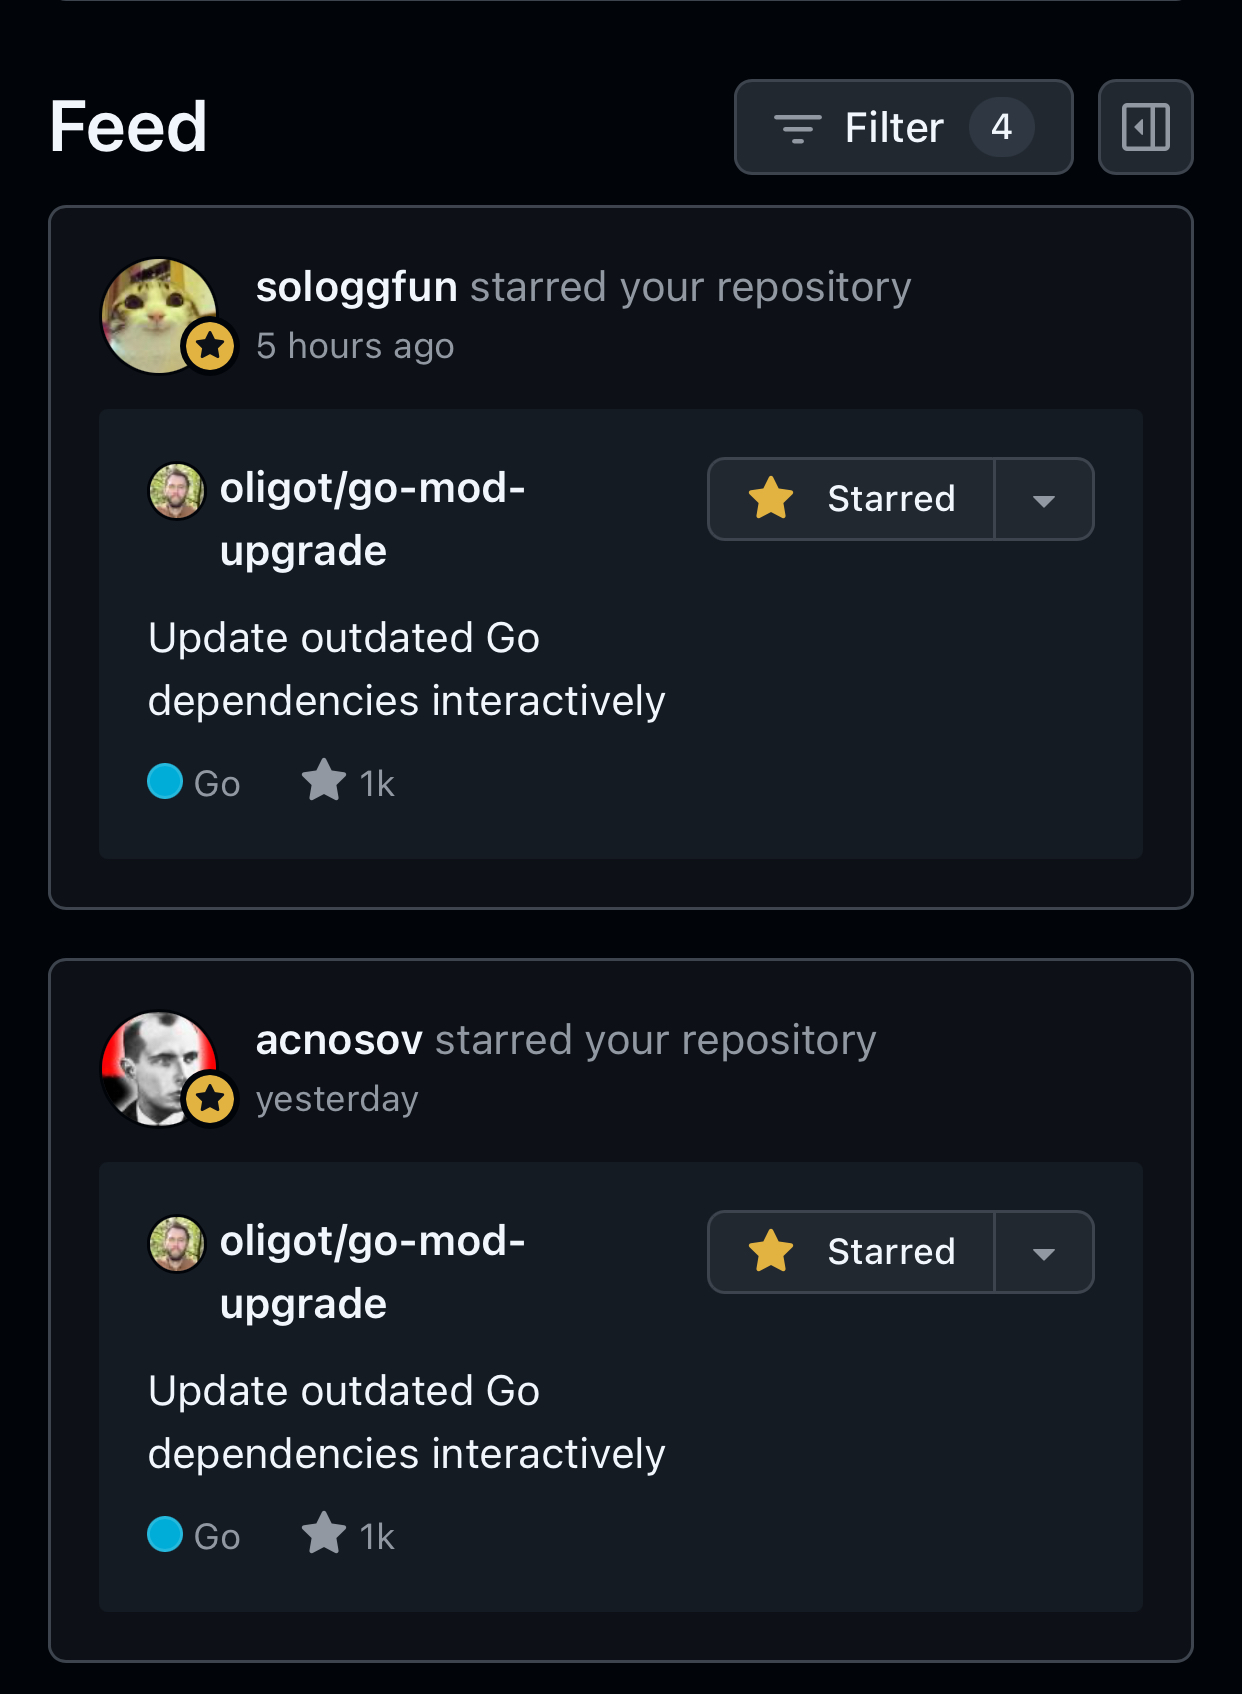 Feed
Filter 4
sologgfun starred your repository
5 hours ago
oligot/go-mod-
upgrade
Starred
Update outdated Go
dependencies interactively
Go 1k
acnosov starred your repository
yesterday
oligot/go-mod-
upgrade
Starred
Update outdated Go
dependencies interactively
Go 1k